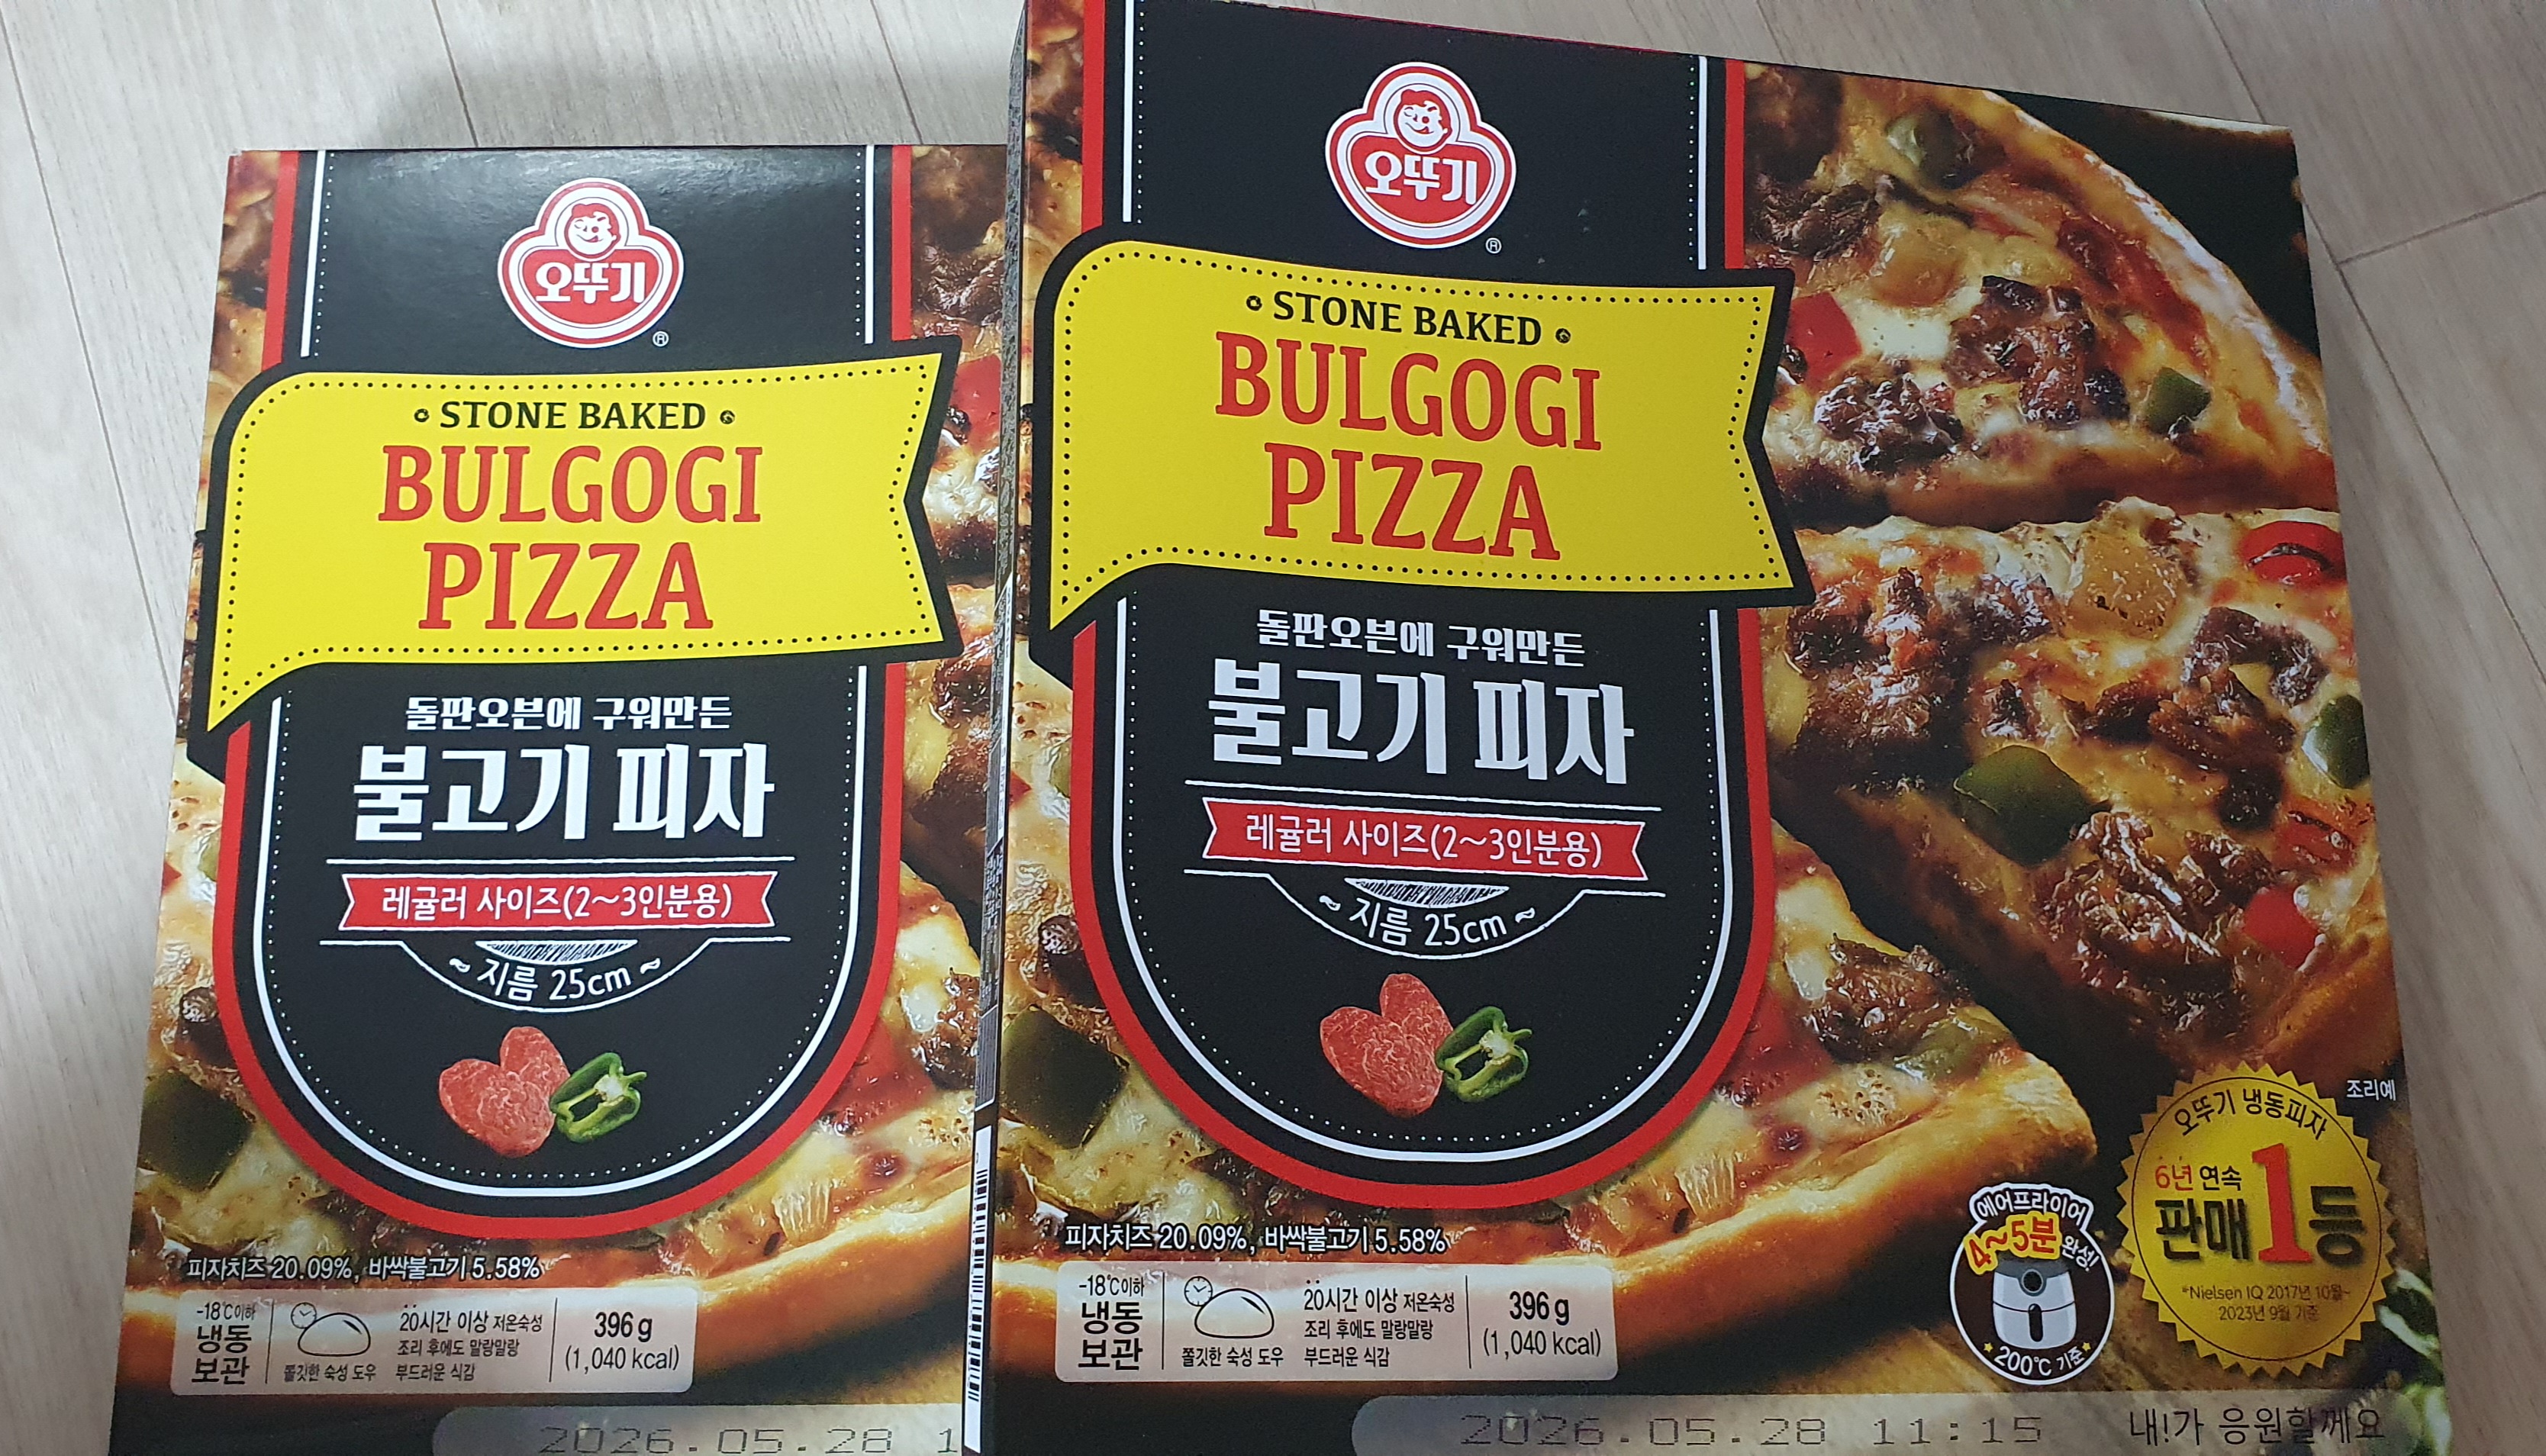 오뚜기
®
STONE BAKED
BULGOGI
PIZZA
돌판오븐에 구워만든
불고기 피자
레귤러 사이즈(2~3인분용)
~ 지름 25cm ~
피자치즈 20.09%, 바싹불고기 5.58%
-18℃이하
냉동
보관
쫄깃한 숙성 도우
20시간 이상 저온숙성
조리 후에도 말랑말랑
부드러운 식감
396 g
(1,040 kcal)
2026.05.28 1
오뚜기
®
STONE BAKED
BULGOGI
PIZZA
돌판오븐에 구워만든
불고기 피자
레귤러 사이즈(2~3인분용)
~ 지름 25cm ~
피자치즈 20.09%, 바싹불고기 5.58%
-18℃이하
냉동
보관
쫄깃한 숙성 도우
20시간 이상 저온숙성
조리 후에도 말랑말랑
부드러운 식감
396 g
(1,040 kcal)
에어프라이어
4~5분 완성!
200℃ 기준
조리예
오뚜기 냉동피자
6년 연속
판매 1등
*Nielsen IQ 2017년 10월~
2023년 9월 기준
2026.05.28 11:15
내!가 응원할께요